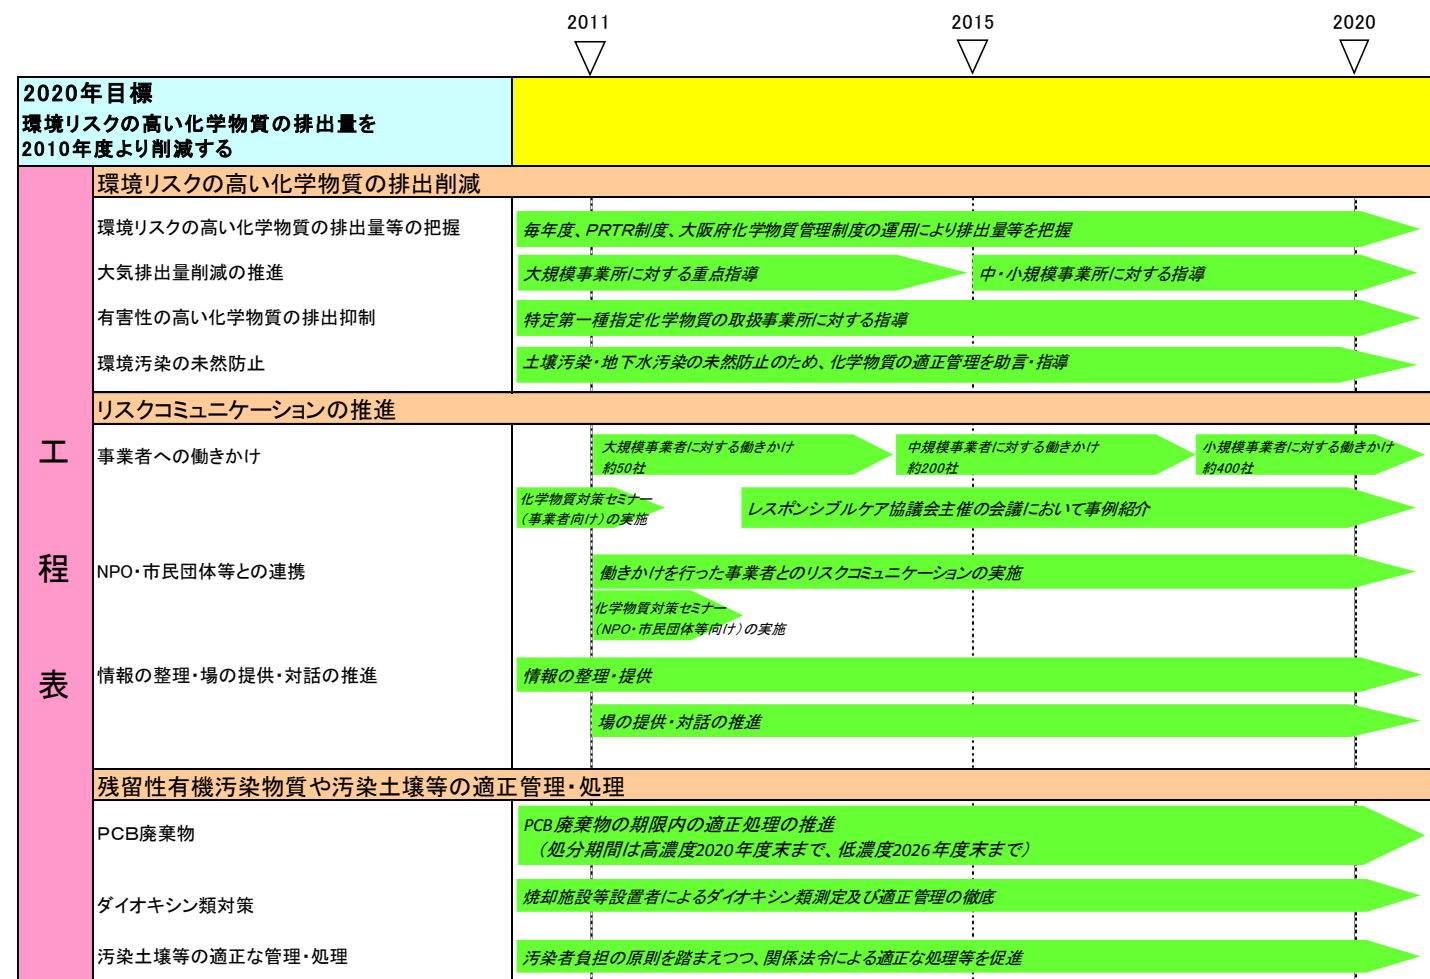 2011
2015
2020
2020年目標
環境リスクの高い化学物質の排出量を
2010年度より削減する
工程表
環境リスクの高い化学物質の排出削減
環境リスクの高い化学物質の排出量等の把握
毎年度、PRTR制度、大阪府化学物質管理制度の運用により排出量等を把握
大気排出量削減の推進
大規模事業所に対する重点指導
中・小規模事業所に対する指導
有害性の高い化学物質の排出抑制
特定第一種指定化学物質の取扱事業所に対する指導
環境汚染の未然防止
土壌汚染・地下水汚染の未然防止のため、化学物質の適正管理を助言・指導
リスクコミュニケーションの推進
事業者への働きかけ
大規模事業者に対する働きかけ
約50社
中規模事業者に対する働きかけ
約200社
小規模事業者に対する働きかけ
約400社
化学物質対策セミナー
（事業者向け）の実施
レスポンシブルケア協議会主催の会議において事例紹介
NPO・市民団体等との連携
働きかけを行った事業者とのリスクコミュニケーションの実施
化学物質対策セミナー
（NPO・市民団体等向け）の実施
情報の整理・場の提供・対話の推進
情報の整理・提供
場の提供・対話の推進
残留性有機汚染物質や汚染土壌等の適正管理・処理
PCB廃棄物
PCB廃棄物の期限内の適正処理の推進
（処分期間は高濃度2020年度末まで、低濃度2026年度末まで）
ダイオキシン類対策
焼却施設等設置者によるダイオキシン類測定及び適正管理の徹底
汚染土壌等の適正な管理・処理
汚染者負担の原則を踏まえつつ、関係法令による適正な処理等を促進